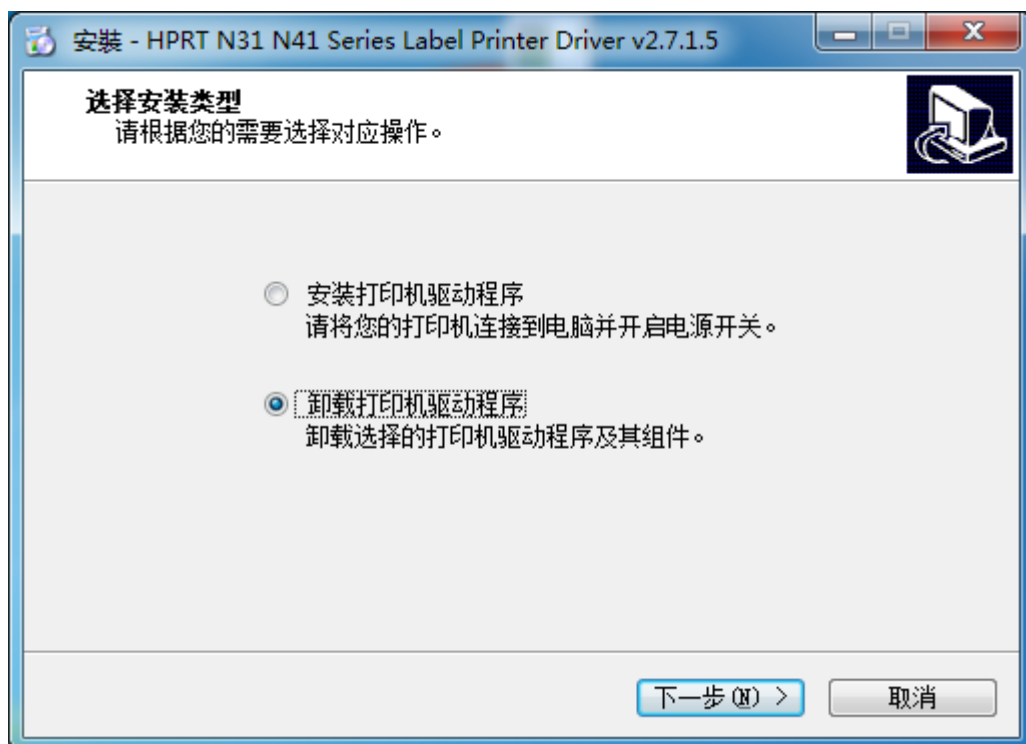 安裝 - HPRT N31 N41 Series Label Printer Driver v2.7.1.5
选择安装类型
请根据您的需要选择对应操作。
安装打印机驱动程序
请将您的打印机连接到电脑并开启电源开关。
卸载打印机驱动程序
卸载选择的打印机驱动程序及其组件。
下一步(N) >
取消